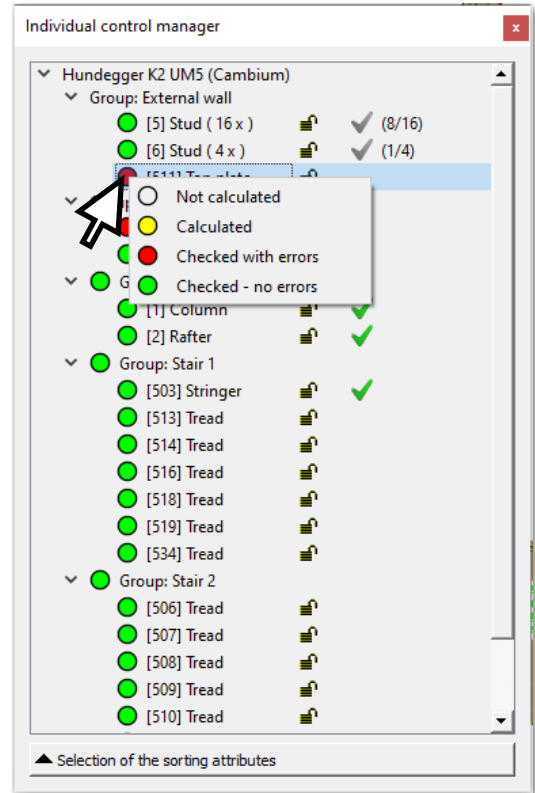 Individual control manager
x
Hundegger K2 UM5 (Cambium)
Group: External wall
[5] Stud ( 16 x ) (8/16)
[6] Stud ( 4 x ) (1/4)
[511] Top plate
Not calculated
Calculated
Checked with errors
G Checked - no errors
[1] Column
[2] Rafter
Group: Stair 1
[503] Stringer
[513] Tread
[514] Tread
[516] Tread
[518] Tread
[519] Tread
[534] Tread
Group: Stair 2
[506] Tread
[507] Tread
[508] Tread
[509] Tread
[510] Tread
Selection of the sorting attributes